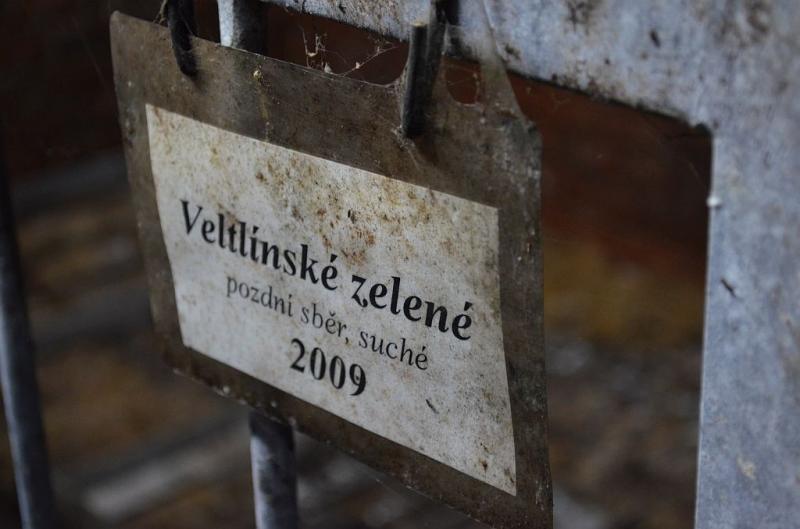 Veltlínské zelené
pozdní sběr, suché
2009